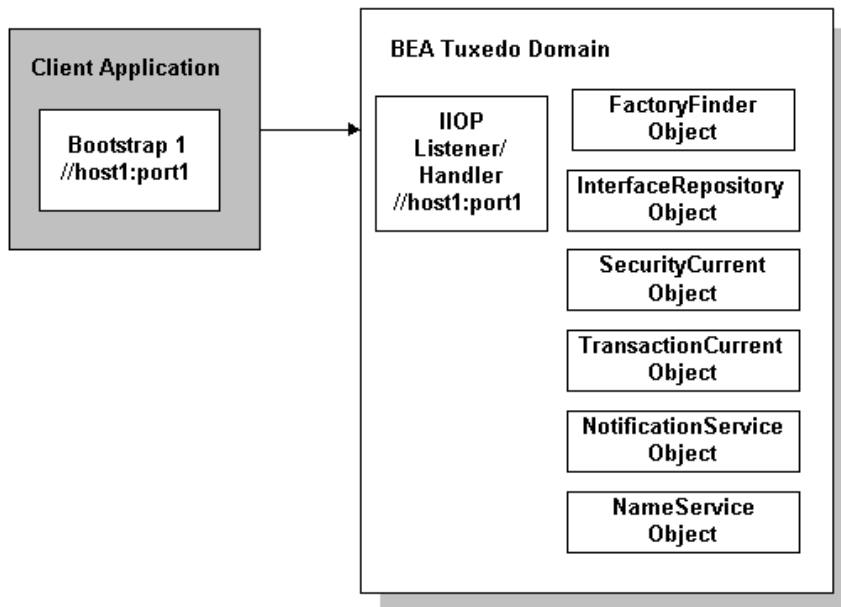 Client Application
Bootstrap 1
//host1:port1
BEA Tuxedo Domain
IIOP
Listener/
Handler
//host1:port1
FactoryFinder
Object
InterfaceRepository
Object
SecurityCurrent
Object
TransactionCurrent
Object
NotificationService
Object
NameService
Object